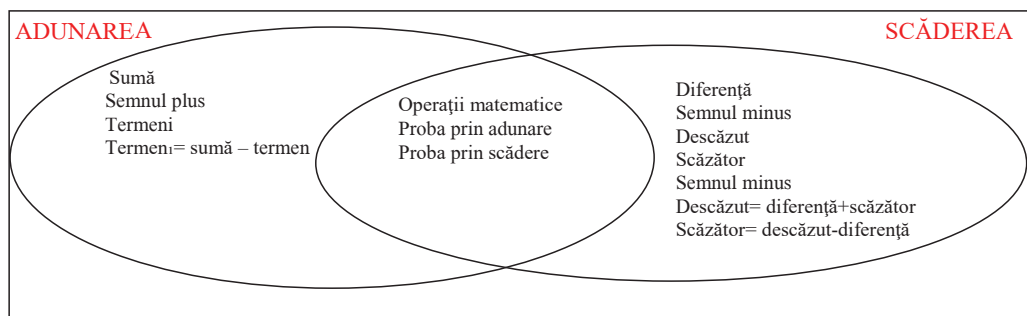 ADUNAREA
SCĂDEREA
Sumă
Semnul plus
Termeni
Termen₁= sumă – termen
Operaţii matematice
Proba prin adunare
Proba prin scădere
Diferenţă
Semnul minus
Descăzut
Scăzător
Semnul minus
Descăzut= diferenţă+scăzător
Scăzător= descăzut-diferenţă